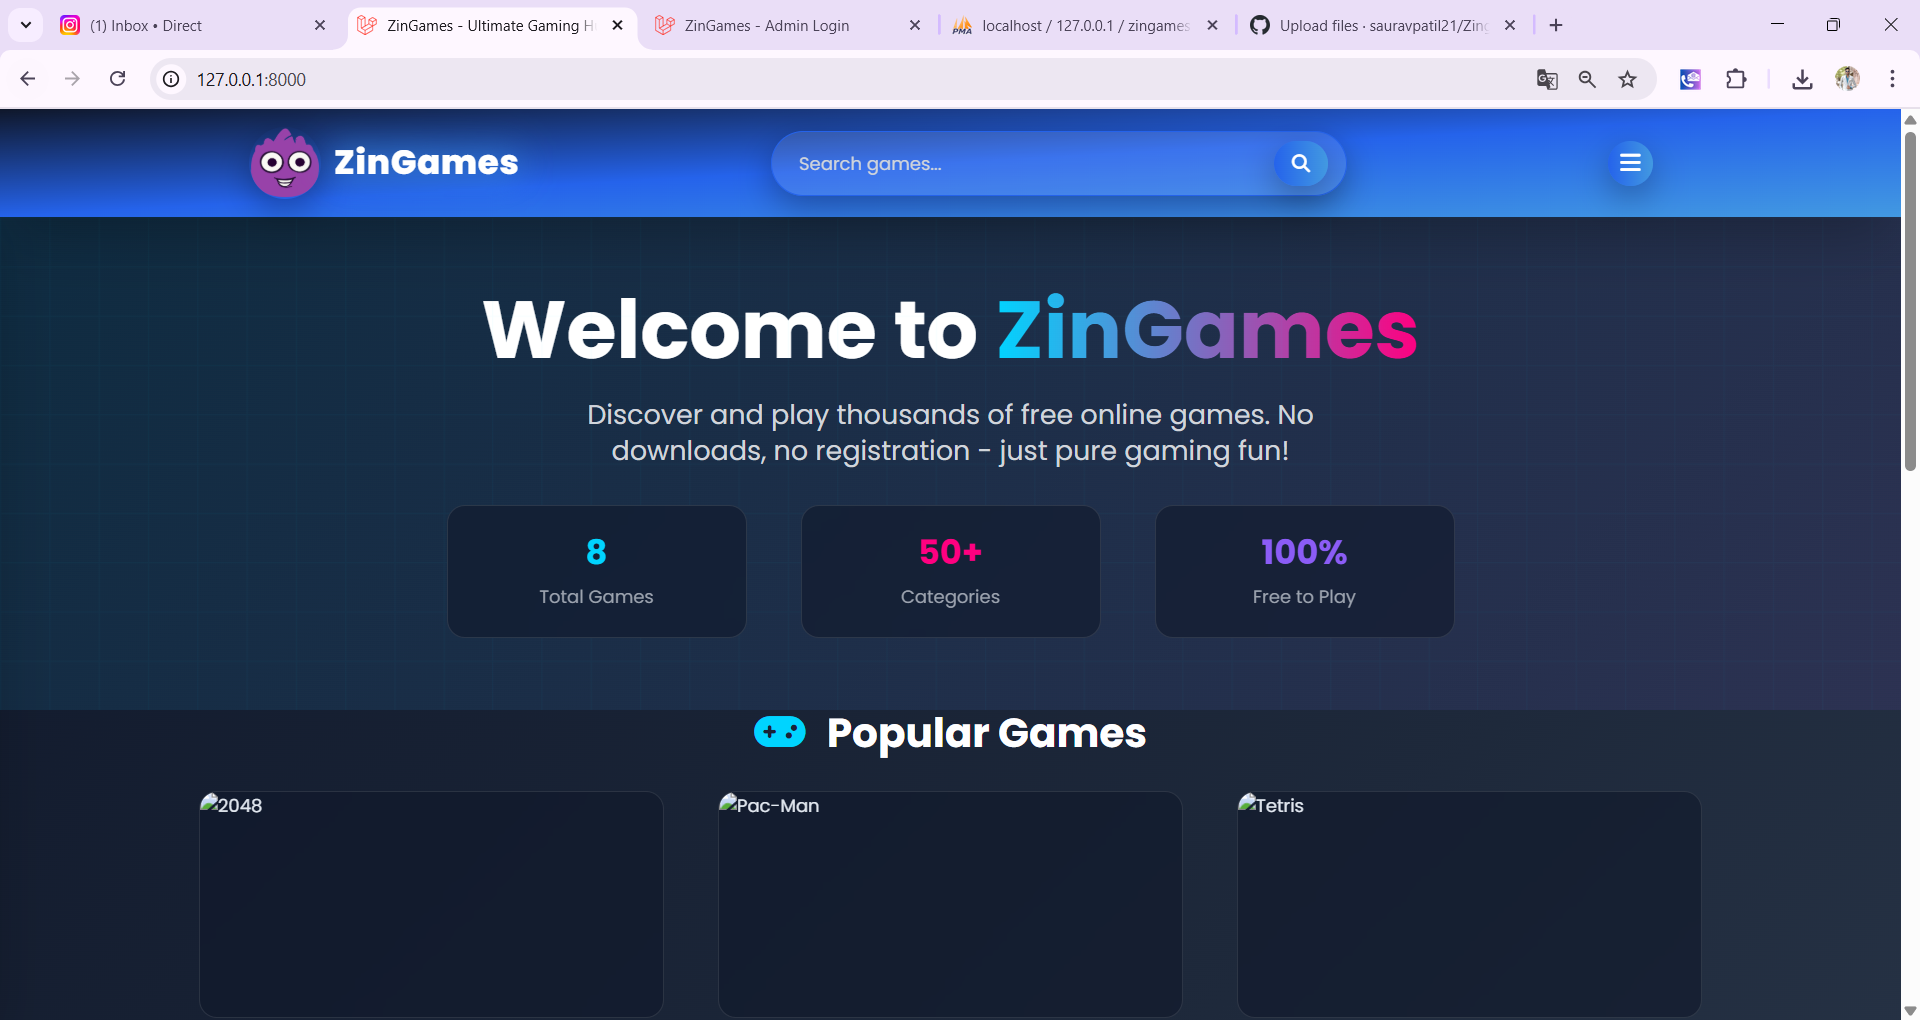 (1) Inbox • Direct
ZinGames - Ultimate Gaming H
ZinGames - Admin Login
localhost / 127.0.0.1 / zingames
Upload files · sauravpatil21/Zin
127.0.0.1:8000
ZinGames
Search games...
Welcome to ZinGames
Discover and play thousands of free online games. No
downloads, no registration - just pure gaming fun!
8
Total Games
50+
Categories
100%
Free to Play
Popular Games
2048
Pac-Man
Tetris